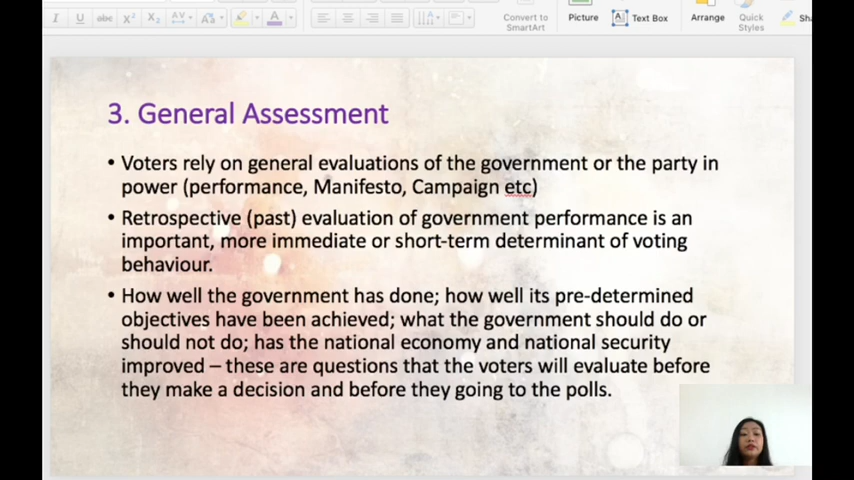 I U abc X² X₂ AV A A
Convert to Picture Text Box Arrange Quick
SmartArt Styles
3. General Assessment
• Voters rely on general evaluations of the government or the party in
power (performance, Manifesto, Campaign etc)
• Retrospective (past) evaluation of government performance is an
important, more immediate or short-term determinant of voting
behaviour.
• How well the government has done; how well its pre-determined
objectives have been achieved; what the government should do or
should not do; has the national economy and national security
improved – these are questions that the voters will evaluate before
they make a decision and before they going to the polls.